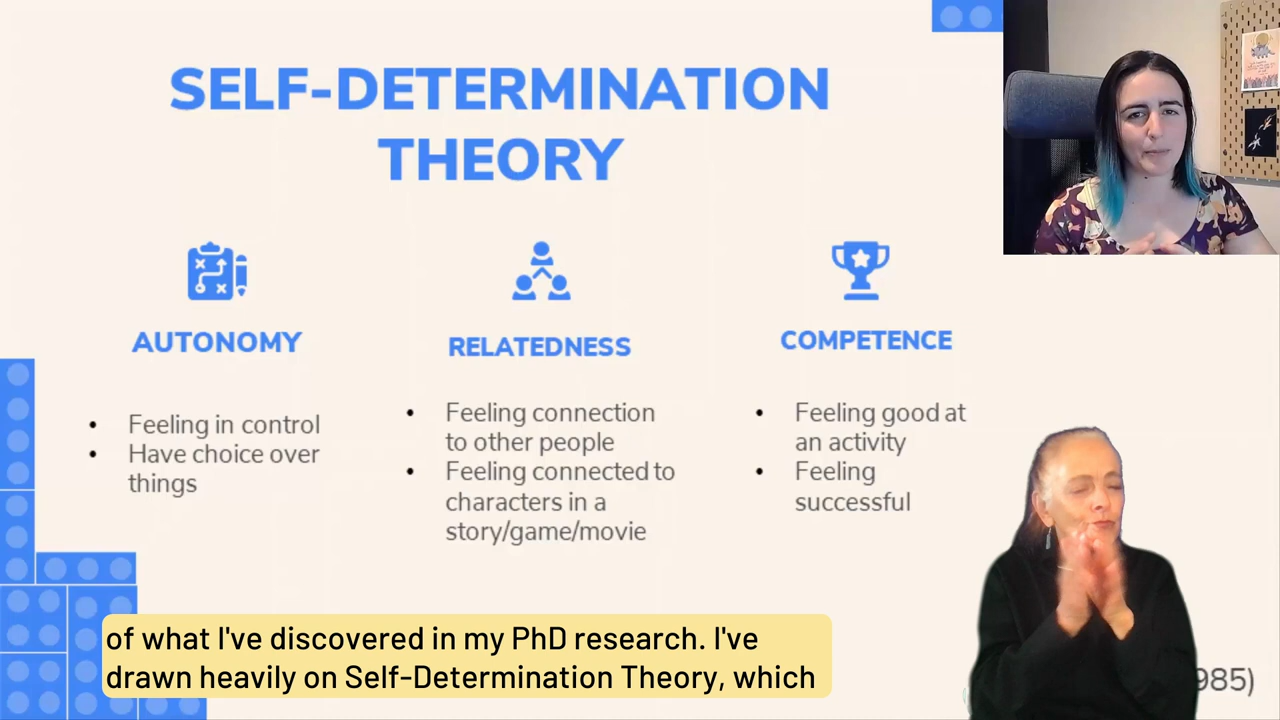 SELF-DETERMINATION
THEORY
AUTONOMY
• Feeling in control
• Have choice over
things
RELATEDNESS
• Feeling connection
to other people
• Feeling connected to
characters in a
story/game/movie
COMPETENCE
• Feeling good at
an activity
• Feeling
successful
of what I've discovered in my PhD research. I've
drawn heavily on Self-Determination Theory, which
985)